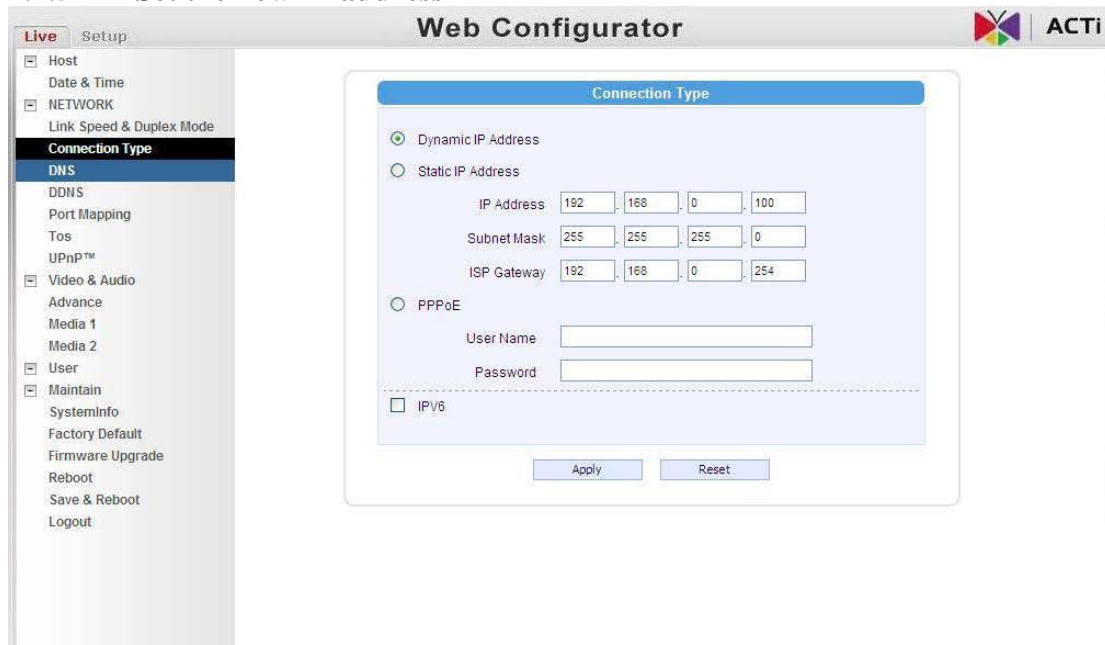 Web Configurator
ACTi
Live Setup
Host
Date & Time
NETWORK
Link Speed & Duplex Mode
Connection Type
DNS
DDNS
Port Mapping
Tos
UPnP™
Video & Audio
Advance
Media 1
Media 2
User
Maintain
SystemInfo
Factory Default
Firmware Upgrade
Reboot
Save & Reboot
Logout
Connection Type
Dynamic IP Address
Static IP Address
IP Address 192 . 168 . 0 . 100
Subnet Mask 255 . 255 . 255 . 0
ISP Gateway 192 . 168 . 0 . 254
PPPoE
User Name
Password
IPV6
Apply Reset